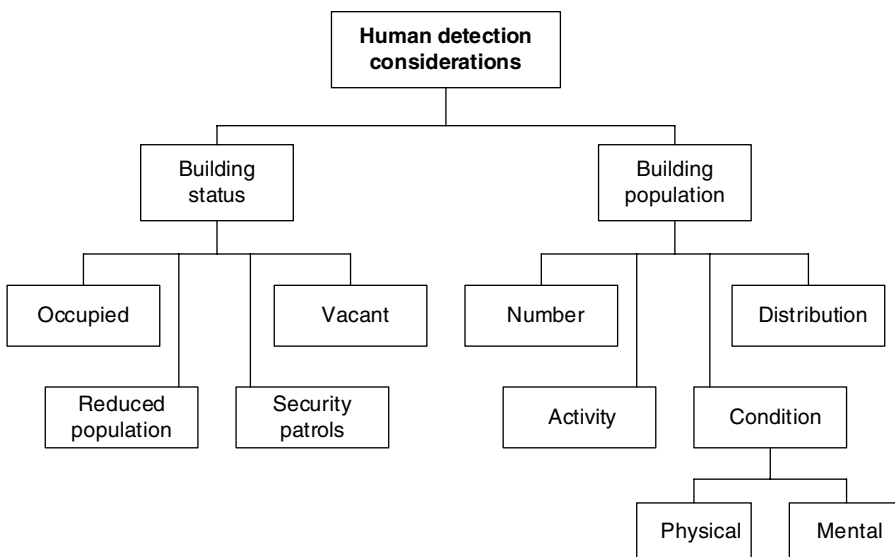 Human detection
considerations
Building
status
Building
population
Occupied
Vacant
Number
Distribution
Reduced
population
Security
patrols
Activity
Condition
Physical
Mental